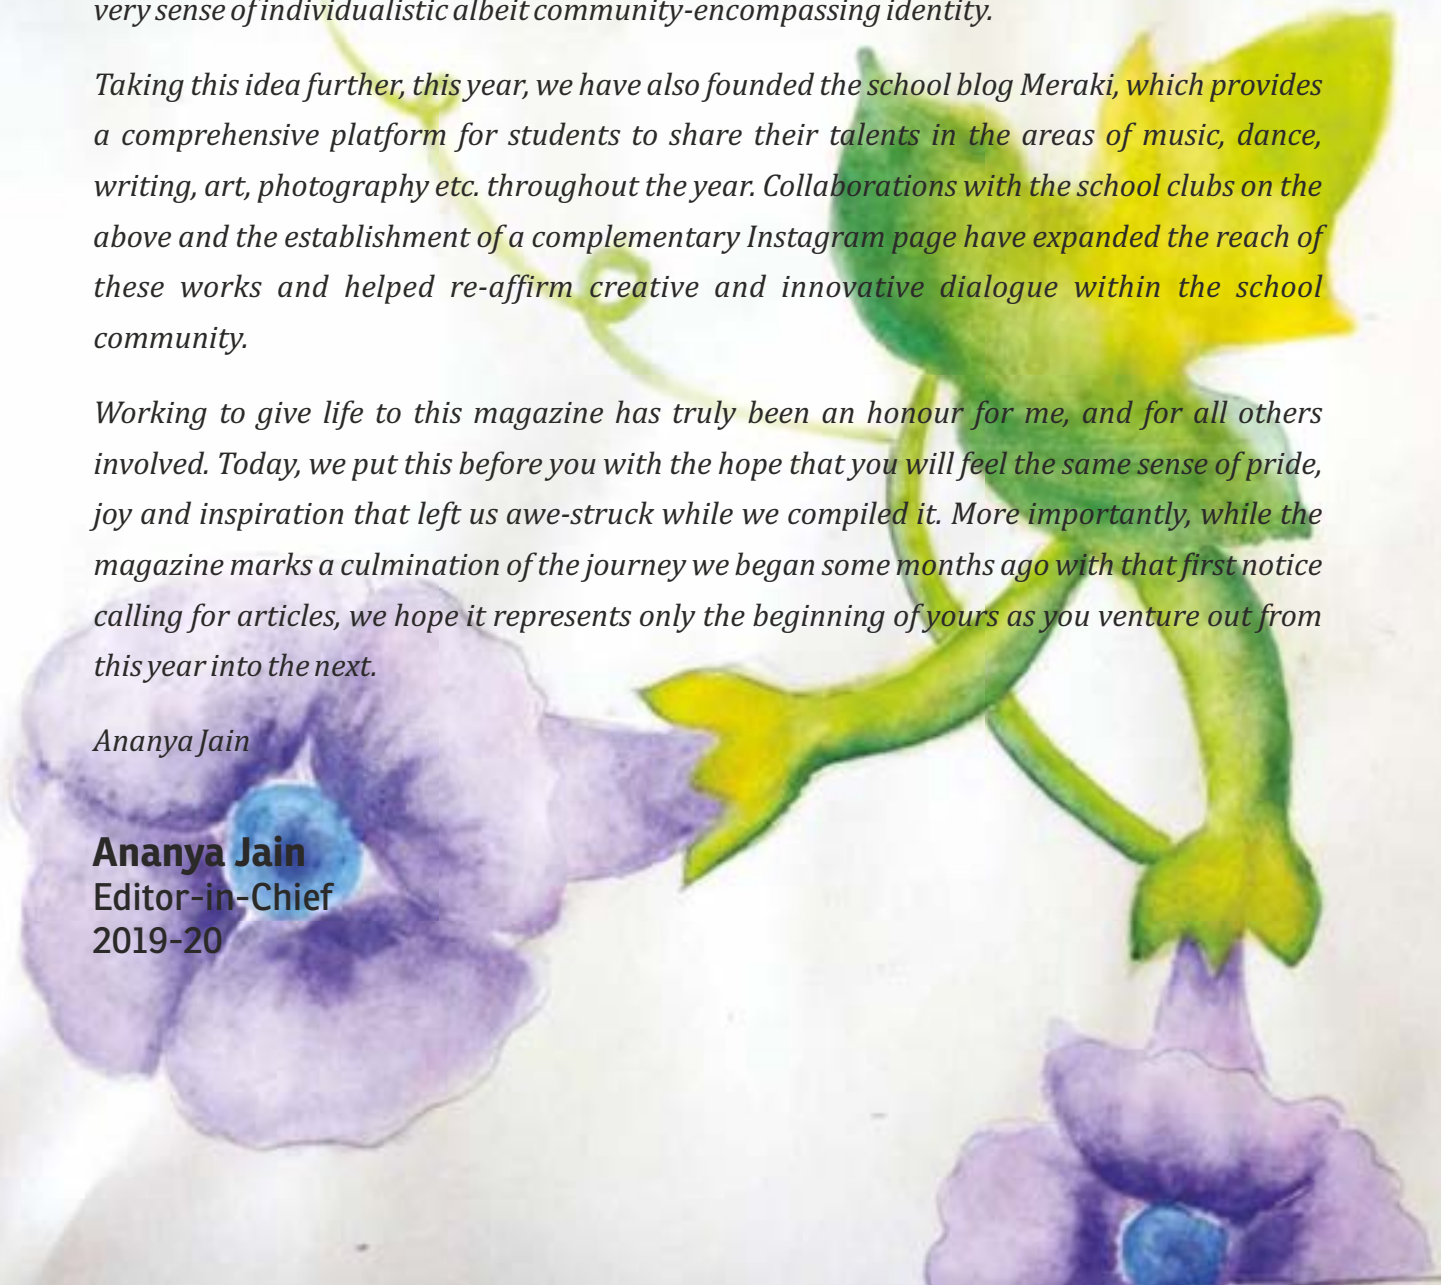 very sense of individualistic albeit community-encompassing identity.
Taking this idea further, this year, we have also founded the school blog Meraki, which provides
a comprehensive platform for students to share their talents in the areas of music, dance,
writing, art, photography etc. throughout the year. Collaborations with the school clubs on the
above and the establishment of a complementary Instagram page have expanded the reach of
these works and helped re-affirm creative and innovative dialogue within the school
community.
Working to give life to this magazine has truly been an honour for me, and for all others
involved. Today, we put this before you with the hope that you will feel the same sense of pride,
joy and inspiration that left us awe-struck while we compiled it. More importantly, while the
magazine marks a culmination of the journey we began some months ago with that first notice
calling for articles, we hope it represents only the beginning of yours as you venture out from
this year into the next.
Ananya Jain
Ananya Jain
Editor-in-Chief
2019-20